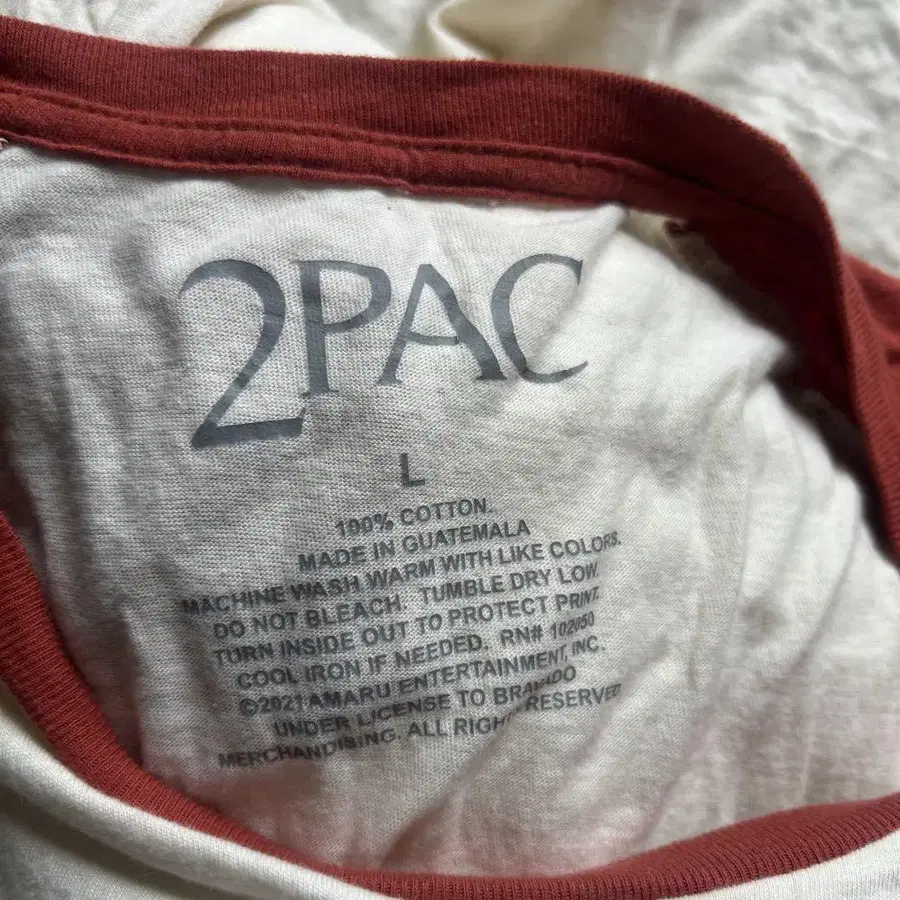 2PAC
L
100% COTTON.
MADE IN GUATEMALA
MACHINE WASH WARM WITH LIKE COLORS.
DO NOT BLEACH. TUMBLE DRY LOW.
TURN INSIDE OUT TO PROTECT PRINT.
COOL IRON IF NEEDED. RN# 102050
©2021 AMARU ENTERTAINMENT, INC.
UNDER LICENSE TO BRAVADO
MERCHANDISING. ALL RIGHTS RESERVED